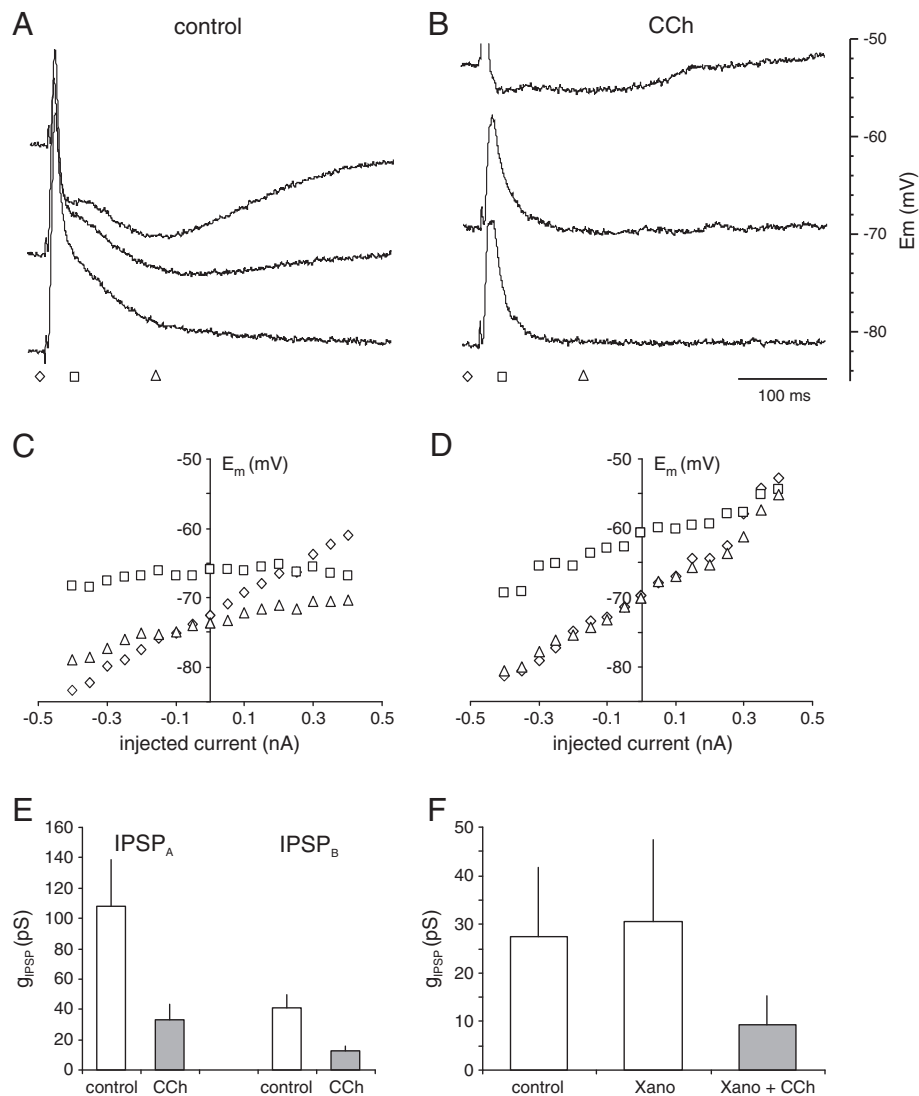 A
control
B
CCh
-50
-60
-70
-80
Em (mV)
100 ms
C
Em (mV)
-50
-60
-70
-80
-0.5
-0.3
-0.1
0.1
0.3
0.5
injected current (nA)
D
Em (mV)
-50
-60
-70
-80
-0.5
-0.3
-0.1
0.1
0.3
0.5
injected current (nA)
E
IPSPA
IPSPB
160
140
120
100
80
60
40
20
0
gIPSP (pS)
control
CCh
control
CCh
F
50
40
30
20
10
0
gIPSP (pS)
control
Xano
Xano + CCh